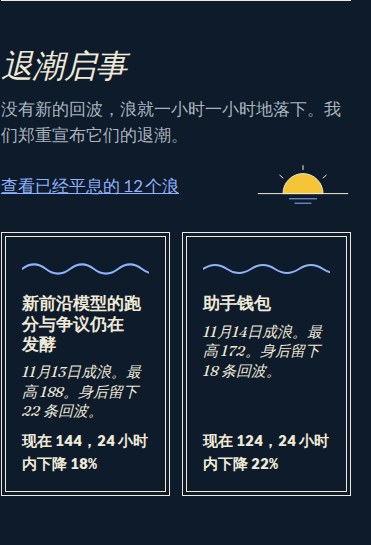 退潮启事
没有新的回波，浪就一小时一小时地落下。我
们郑重宣布它们的退潮。
查看已经平息的 12 个浪
新前沿模型的跑
分与争议仍在
发酵
11月13日成浪。最
高 188。身后留下
22 条回波。
现在 144，24 小时
内下降 18%
助手钱包
11月14日成浪。最
高 172。身后留下
18 条回波。
现在 124，24 小时
内下降 22%